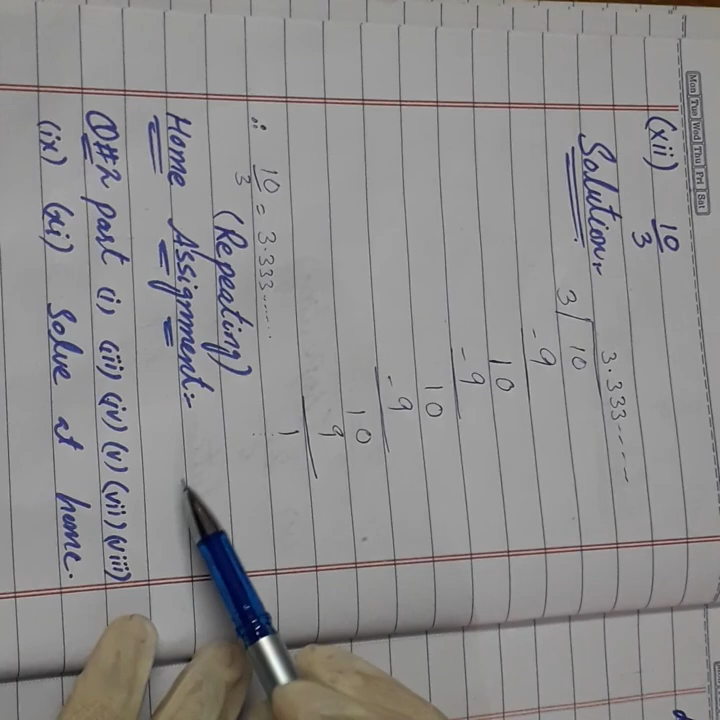 Mon Tue Wed Thu Fri Sat
(xii) 10/3
Solution:-
3.333----
3 10
-9
10
-9
10
-9
10
9
1
∴ 10/3 = 3.333......
(Repeating)
Home Assignment:-
Q#2 part (i) (iii) (iv) (v) (vii) (viii)
(ix) (xi) Solve at home.